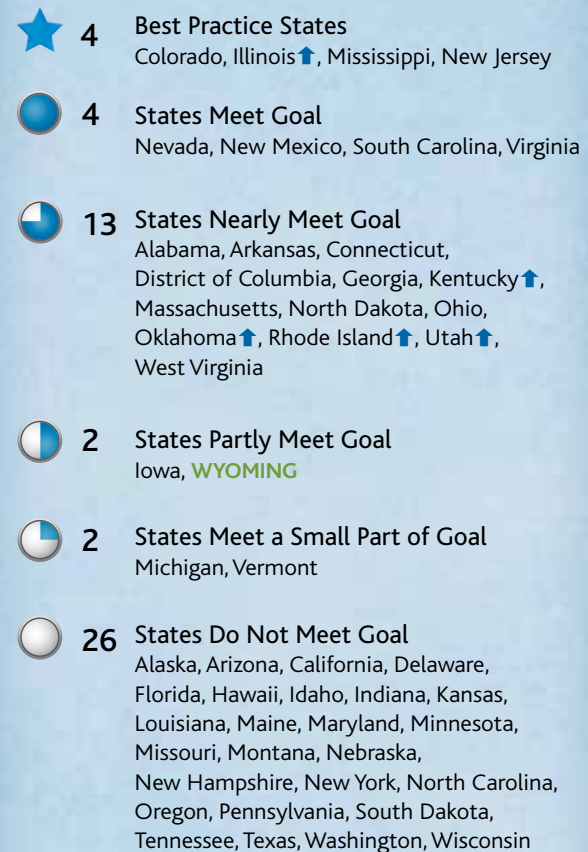 4 Best Practice States
Colorado, Illinois⬆, Mississippi, New Jersey
4 States Meet Goal
Nevada, New Mexico, South Carolina, Virginia
13 States Nearly Meet Goal
Alabama, Arkansas, Connecticut,
District of Columbia, Georgia, Kentucky⬆,
Massachusetts, North Dakota, Ohio,
Oklahoma⬆, Rhode Island⬆, Utah⬆,
West Virginia
2 States Partly Meet Goal
Iowa, WYOMING
2 States Meet a Small Part of Goal
Michigan, Vermont
26 States Do Not Meet Goal
Alaska, Arizona, California, Delaware,
Florida, Hawaii, Idaho, Indiana, Kansas,
Louisiana, Maine, Maryland, Minnesota,
Missouri, Montana, Nebraska,
New Hampshire, New York, North Carolina,
Oregon, Pennsylvania, South Dakota,
Tennessee, Texas, Washington, Wisconsin